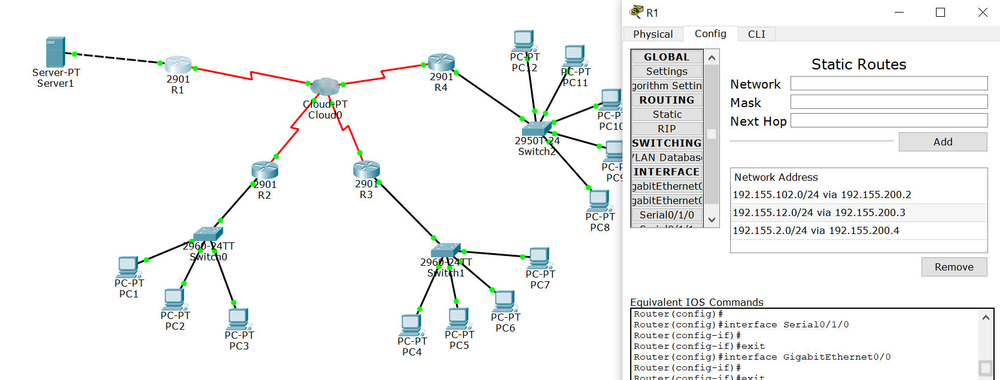 Server-PT
Server1
2901
R1
Cloud-PT
Cloud0
2901
R4
PC-PT
PC12
PC-PT
PC11
PC-PT
PC10
2950T-24
Switch2
PC-P
PC9
PC-PT
PC8
2901
R2
2901
R3
2960-24TT
Switch0
2960-24TT
Switch1
PC-PT
PC1
PC-PT
PC2
PC-PT
PC3
PC-PT
PC4
PC-PT
PC5
PC-PT
PC6
PC-PT
PC7
R1
Physical
Config
CLI
GLOBAL
Settings
gorithm Settin
ROUTING
Static
RIP
SWITCHING
VLAN Database
INTERFACE
gabitEthernet0
gabitEthernet0
Serial0/1/0
Static Routes
Network
Mask
Next Hop
Add
Network Address
192.155.102.0/24 via 192.155.200.2
192.155.12.0/24 via 192.155.200.3
192.155.2.0/24 via 192.155.200.4
Remove
Equivalent IOS Commands
Router(config)#
Router(config)#interface Serial0/1/0
Router(config-if)#
Router(config-if)#exit
Router(config)#interface GigabitEthernet0/0
Router(config-if)#
Router(config-if)#exit